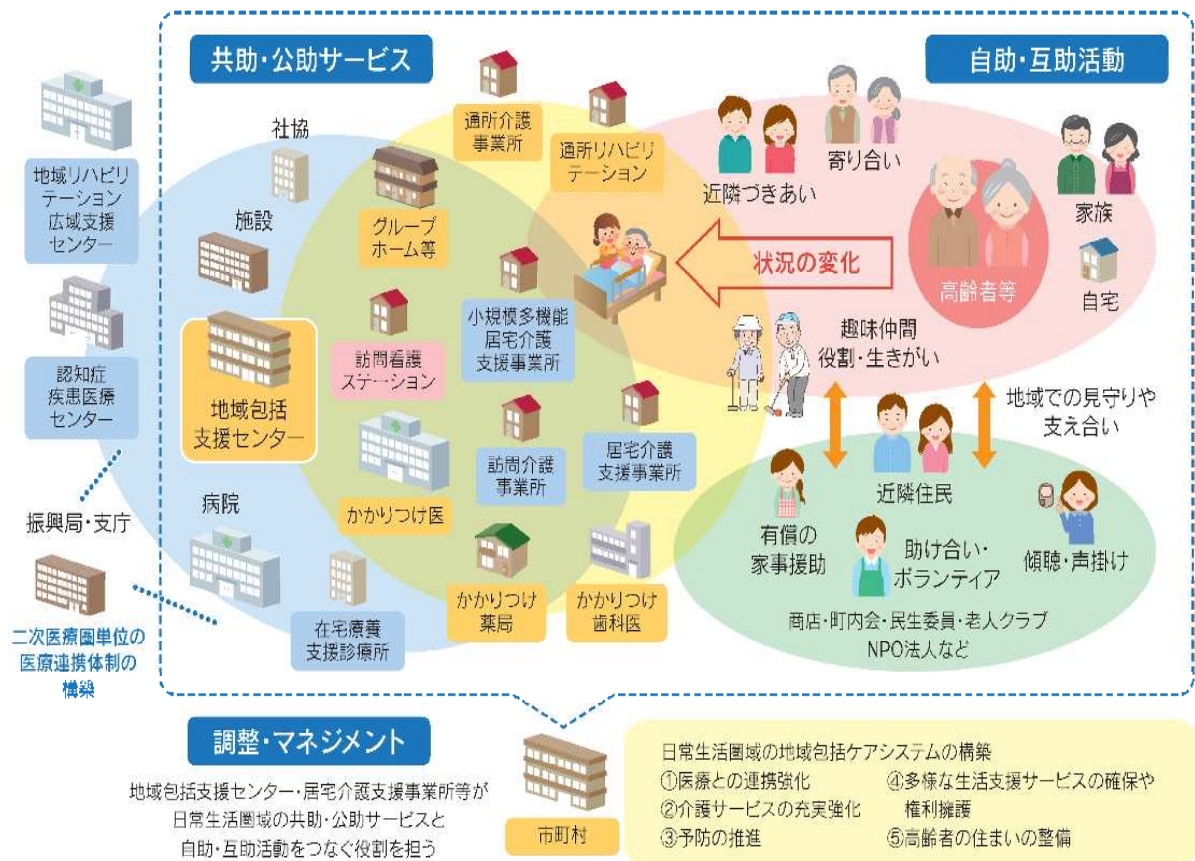 共助・公助サービス
自助・互助活動
地域リハビリ
テーション
広域支援
センター
認知症
疾患医療
センター
振興局・支庁
二次医療圏単位の
医療連携体制の
構築
社協
施設
地域包括
支援センター
病院
在宅療養
支援診療所
通所介護
事業所
通所リハビリ
テーション
グループ
ホーム等
小規模多機能
居宅介護
支援事業所
訪問看護
ステーション
かかりつけ医
訪問介護
事業所
居宅介護
支援事業所
かかりつけ
薬局
かかりつけ
歯科医
近隣づきあい
寄り合い
家族
自宅
高齢者等
状況の変化
趣味仲間
役割・生きがい
地域での見守りや
支え合い
近隣住民
有償の
家事援助
助け合い・
ボランティア
傾聴・声掛け
商店・町内会・民生委員・老人クラブ
NPO法人など
調整・マネジメント
地域包括支援センター・居宅介護支援事業所等が
日常生活圏域の共助・公助サービスと
自助・互助活動をつなぐ役割を担う
市町村
日常生活圏域の地域包括ケアシステムの構築
①医療との連携強化
②介護サービスの充実強化
③予防の推進
④多様な生活支援サービスの確保や
権利擁護
⑤高齢者の住まいの整備